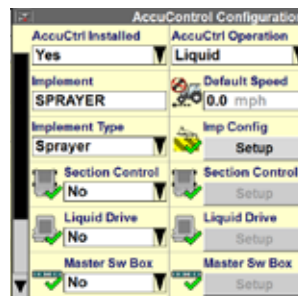 AccuControl Configuratio
AccuCtrl Installed AccuCtrl Operation
Yes Liquid
Implement Default Speed
SPRAYER 0.0 mph
Implement Type Imp Config
Sprayer Setup
Section Control Section Control
No Setup
Liquid Drive Liquid Drive
No Setup
Master Sw Box Master Sw Box
No Setup